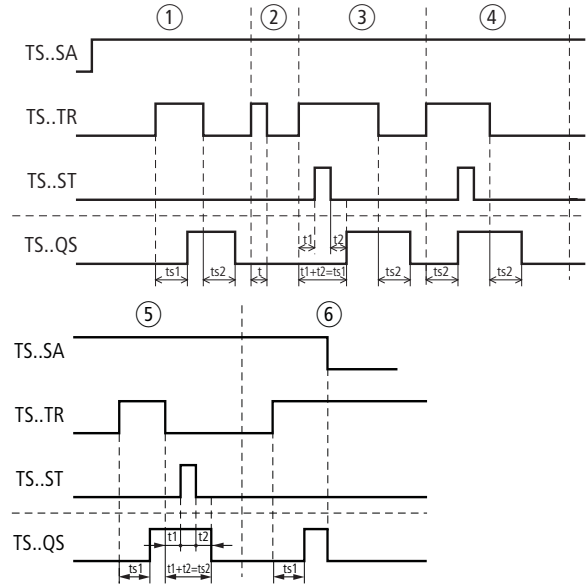 ① ② ③ ④
TS..SA
TS..TR
TS..ST
TS..QS
t1 t2
ts1 ts2 t t1+t2=ts1 ts2 ts2 ts2
⑤ ⑥
TS..SA
TS..TR
TS..ST
TS..QS
t1 t2
ts1 t1+t2=ts2 ts1